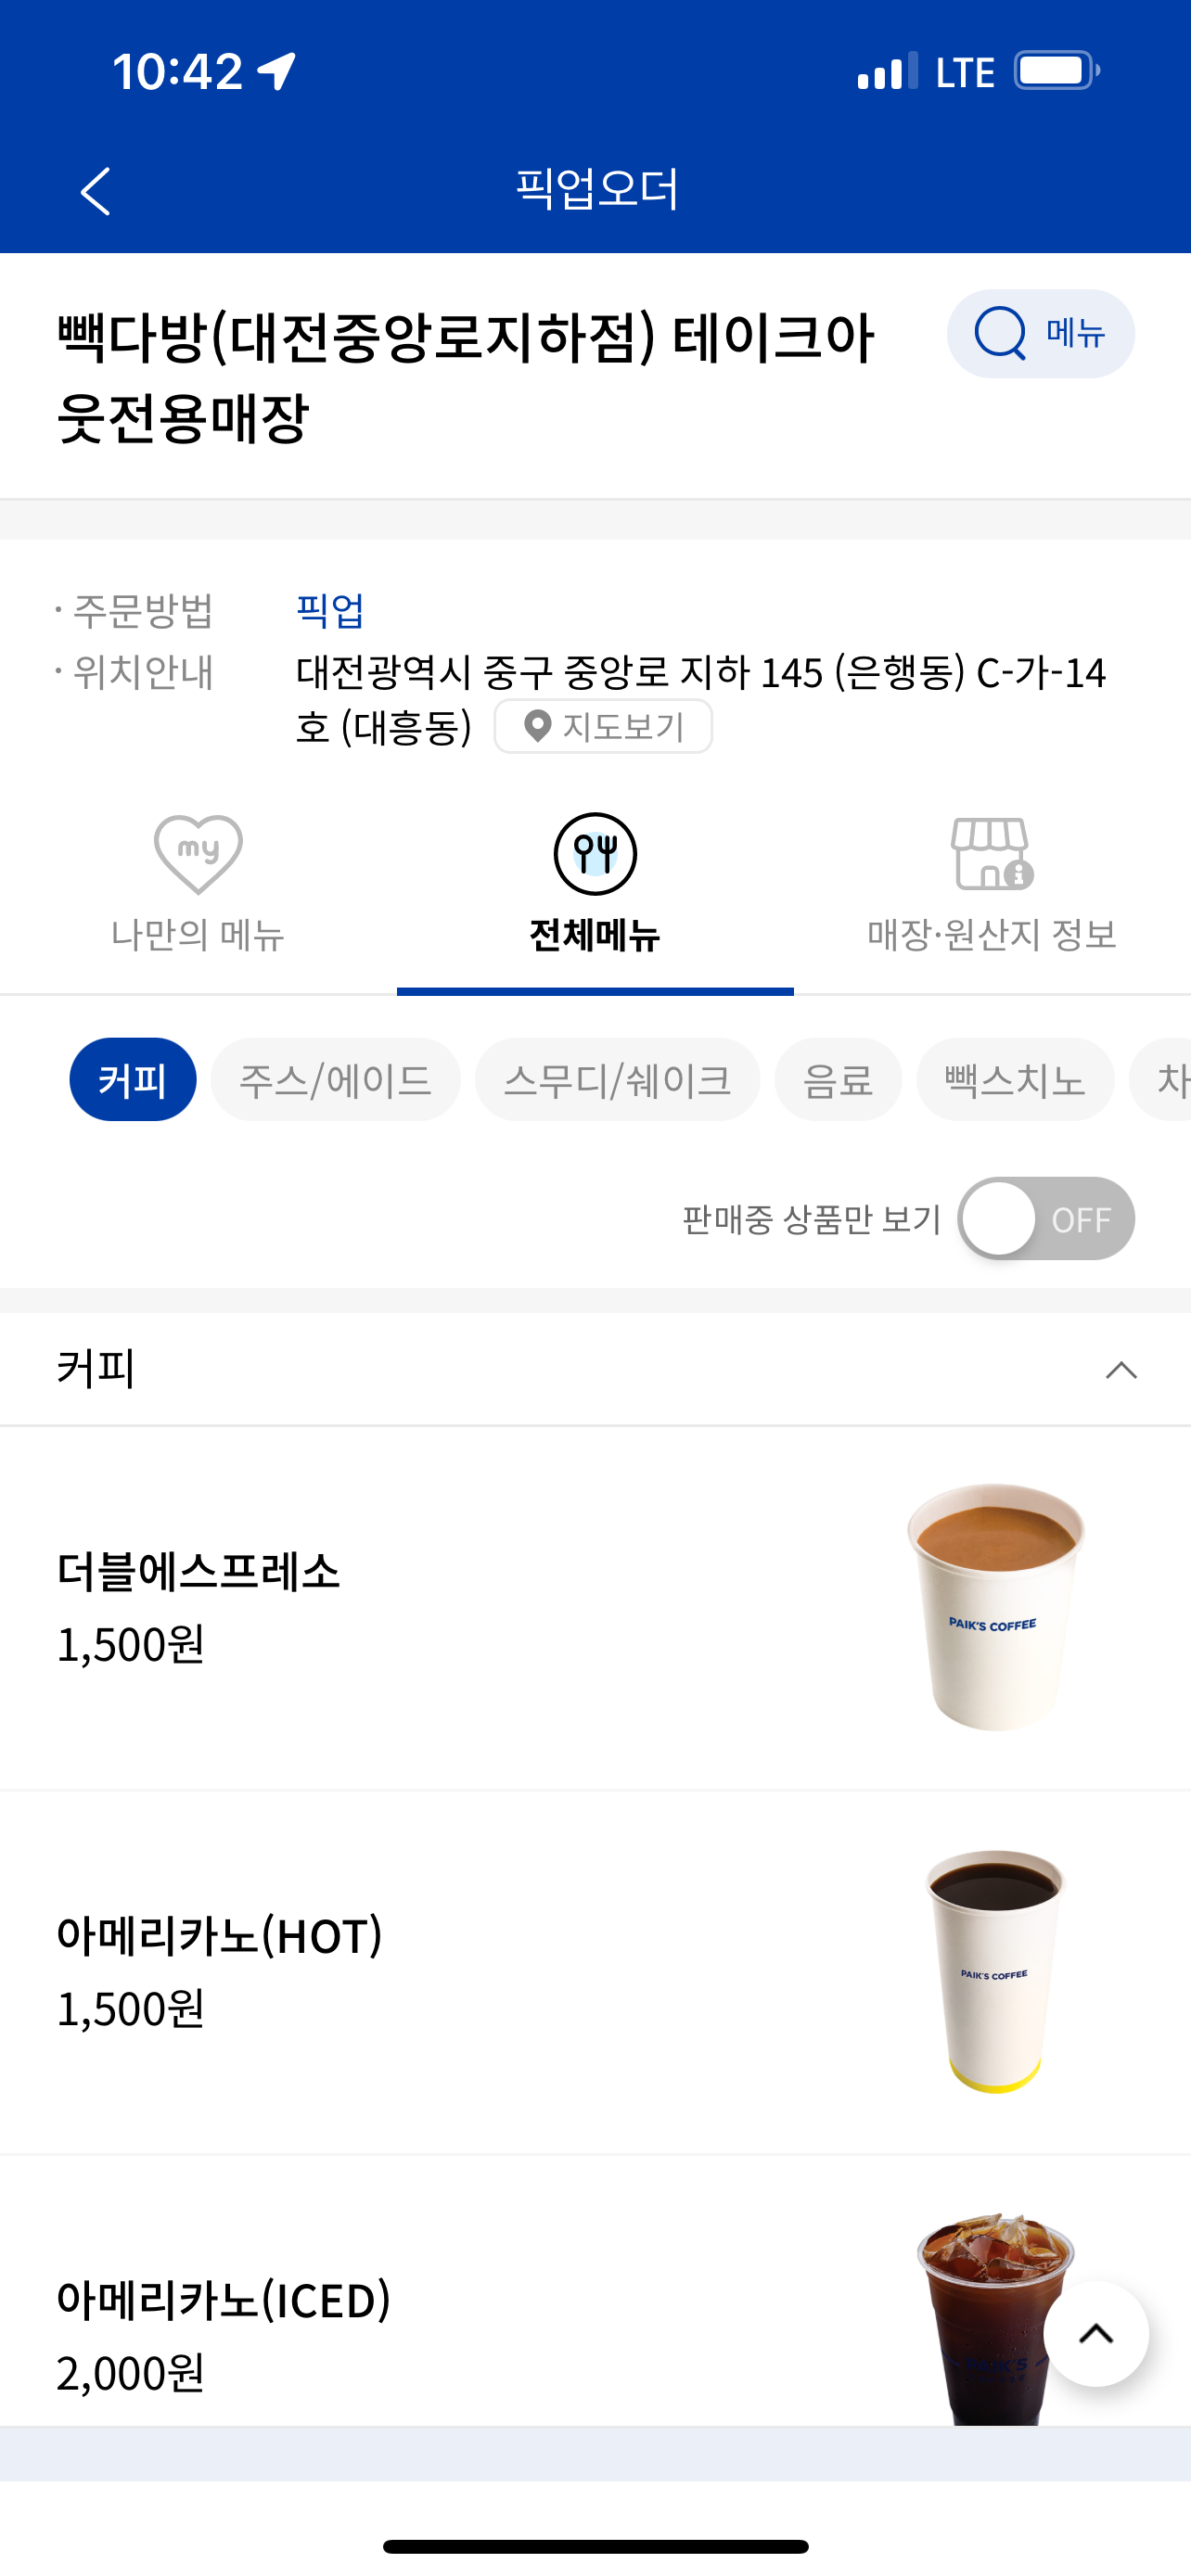 10:42
LTE
픽업오더
빽다방(대전중앙로지하점) 테이크아
웃전용매장
메뉴
· 주문방법 픽업
· 위치안내 대전광역시 중구 중앙로 지하 145 (은행동) C-가-14
호 (대흥동) 지도보기
my
나만의 메뉴 전체메뉴 매장·원산지 정보
커피 주스/에이드 스무디/쉐이크 음료 빽스치노 차
판매중 상품만 보기 OFF
커피
더블에스프레소
1,500원
PAIK'S COFFEE
아메리카노(HOT)
1,500원
PAIK'S COFFEE
아메리카노(ICED)
2,000원